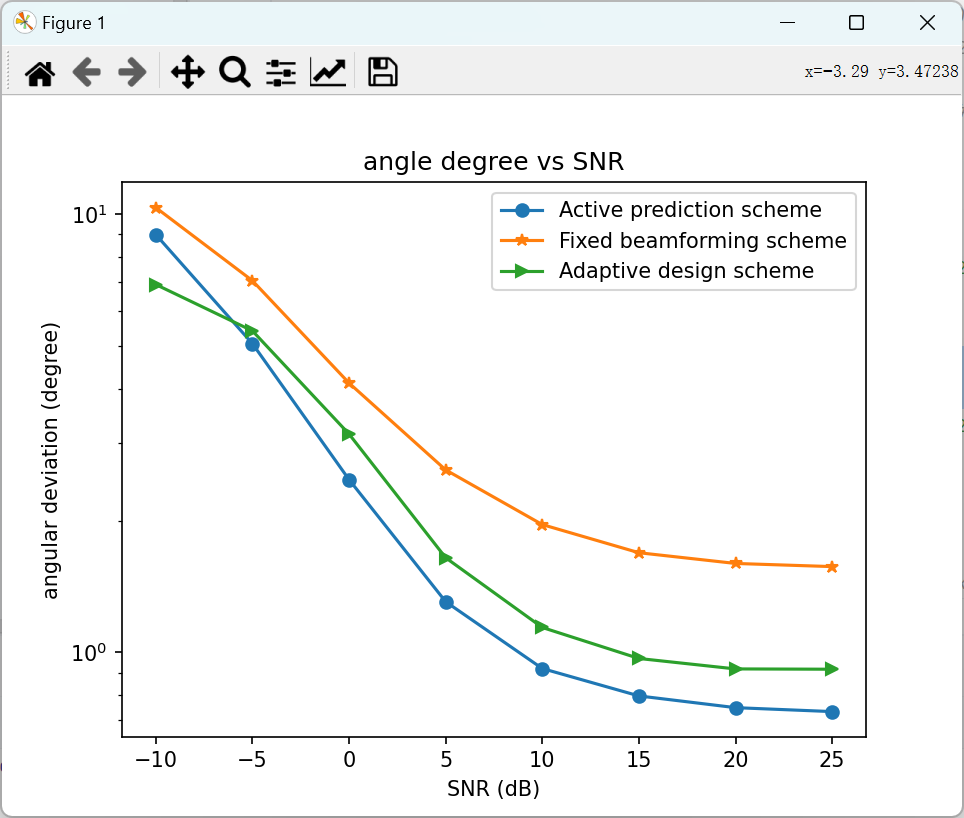 Figure 1
x=−3.29 y=3.47238
angle degree vs SNR
Active prediction scheme
Fixed beamforming scheme
Adaptive design scheme
angular deviation (degree)
10¹
10⁰
−10 −5 0 5 10 15 20 25
SNR (dB)